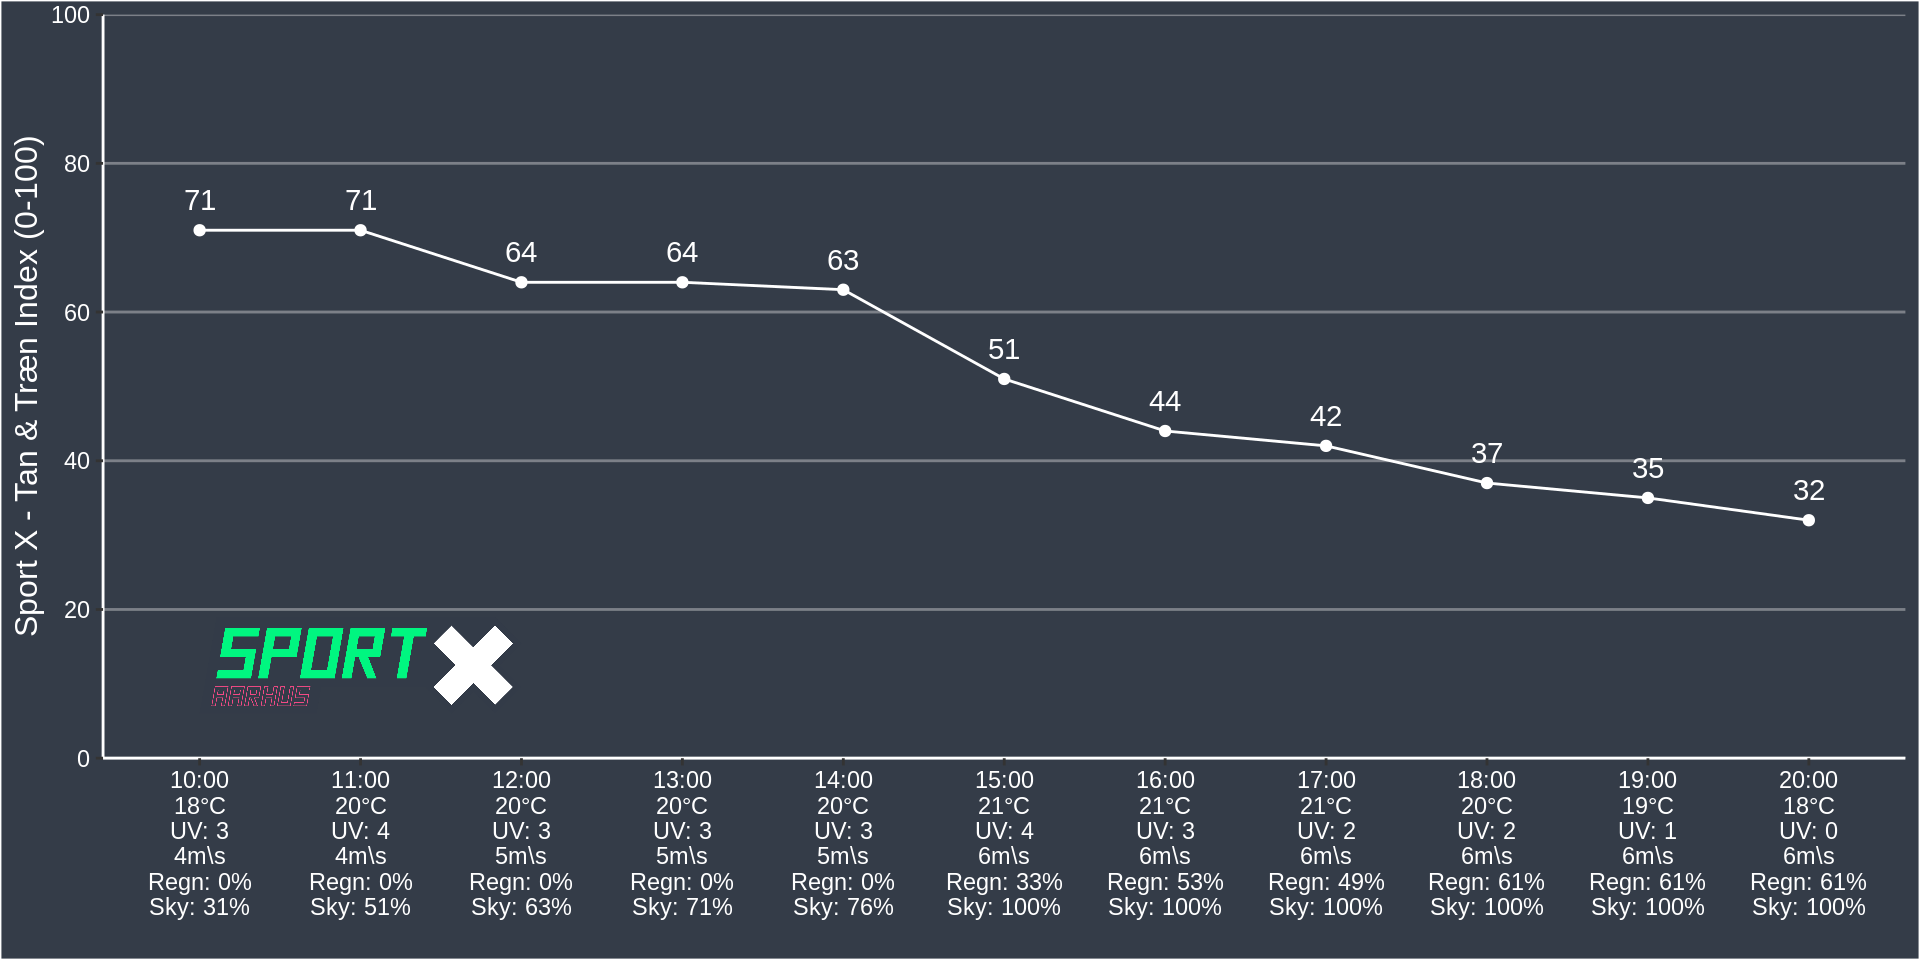 Sport X - Tan & Træn Index (0-100)
100
80
60
40
20
0
71
71
64
64
63
51
44
42
37
35
32
SPORT X
AARHUS
10:00 11:00 12:00 13:00 14:00 15:00 16:00 17:00 18:00 19:00 20:00
18°C 20°C 20°C 20°C 20°C 21°C 21°C 21°C 20°C 19°C 18°C
UV: 3 UV: 4 UV: 3 UV: 3 UV: 3 UV: 4 UV: 3 UV: 2 UV: 2 UV: 1 UV: 0
4m\s 4m\s 5m\s 5m\s 5m\s 6m\s 6m\s 6m\s 6m\s 6m\s 6m\s
Regn: 0% Regn: 0% Regn: 0% Regn: 0% Regn: 0% Regn: 33% Regn: 53% Regn: 49% Regn: 61% Regn: 61% Regn: 61%
Sky: 31% Sky: 51% Sky: 63% Sky: 71% Sky: 76% Sky: 100% Sky: 100% Sky: 100% Sky: 100% Sky: 100% Sky: 100%